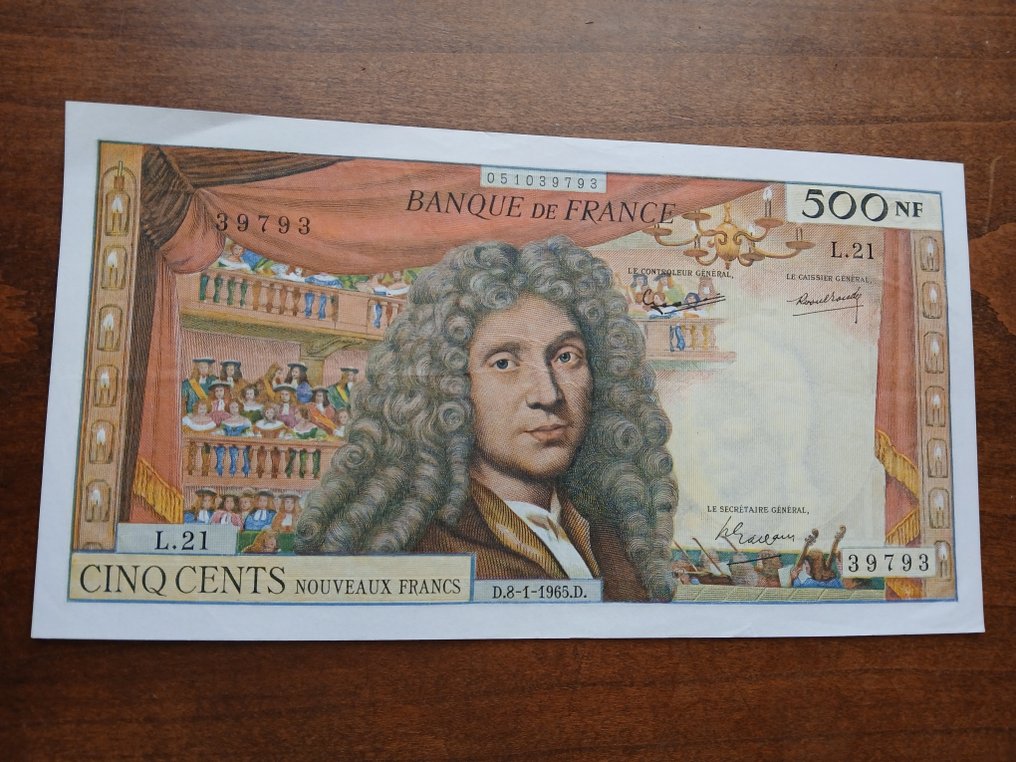 051039793
BANQUE DE FRANCE
500 NF
39793
L.21
LE CONTRÔLEUR GÉNÉRAL,
LE CAISSIER GÉNÉRAL,
LE SECRÉTAIRE GÉNÉRAL,
L.21
39793
CINQ CENTS NOUVEAUX FRANCS
D.8-1-1965.D.